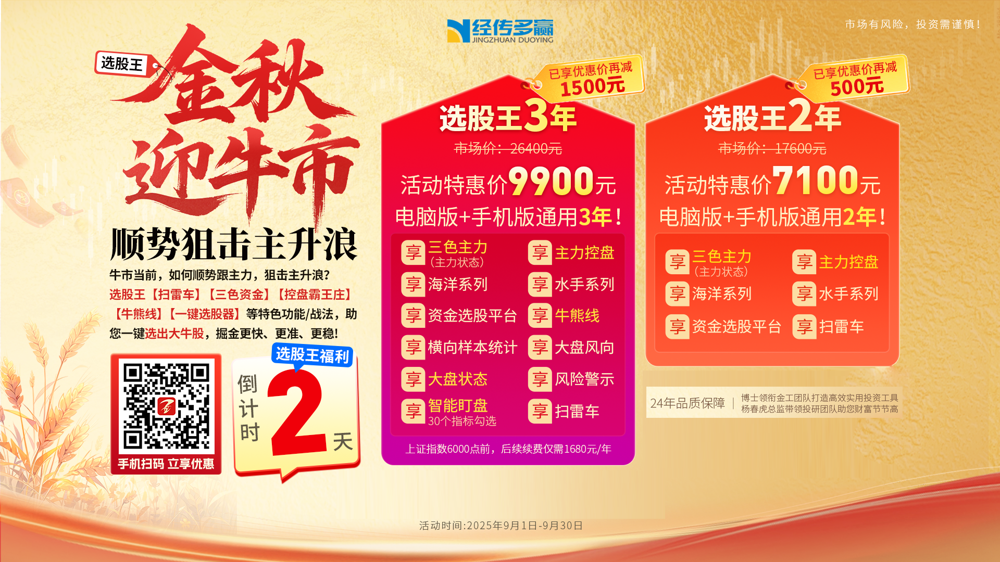 经传多赢
JINGZHUAN DUOYING
市场有风险，投资需谨慎！
选股王
金秋
迎牛市
顺势狙击主升浪
牛市当前，如何顺势跟主力，狙击主升浪？
选股王【扫雷车】【三色资金】【控盘霸王庄】
【牛熊线】【一键选股器】等特色功能/战法，助
您一键选出大牛股，掘金更快、更准、更稳！
手机扫码 立享优惠
选股王福利
倒计时
2
天
已享优惠价再减
1500元
选股王3年
市场价：26400元
活动特惠价9900元
电脑版+手机版通用3年！
享 三色主力
（主力状态）
享 主力控盘
享 海洋系列
享 水手系列
享 资金选股平台
享 牛熊线
享 横向样本统计
享 大盘风向
享 大盘状态
享 风险警示
享 智能盯盘
30个指标勾选
享 扫雷车
上证指数6000点前，后续续费仅需1680元/年
已享优惠价再减
500元
选股王2年
市场价：17600元
活动特惠价7100元
电脑版+手机版通用2年！
享 三色主力
（主力状态）
享 主力控盘
享 海洋系列
享 水手系列
享 资金选股平台
享 扫雷车
24年品质保障
博士领衔金工团队打造高效实用投资工具
杨春虎总监带领投研团队助您财富节节高
活动时间:2025年9月1日-9月30日